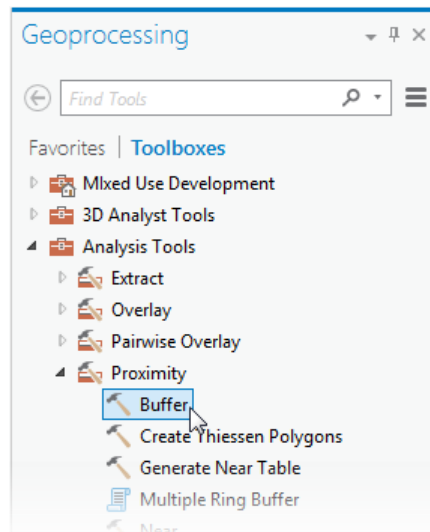 Geoprocessing
Find Tools
Favorites | Toolboxes
MIxed Use Development
3D Analyst Tools
Analysis Tools
Extract
Overlay
Pairwise Overlay
Proximity
Buffer
Create Thiessen Polygons
Generate Near Table
Multiple Ring Buffer
Near